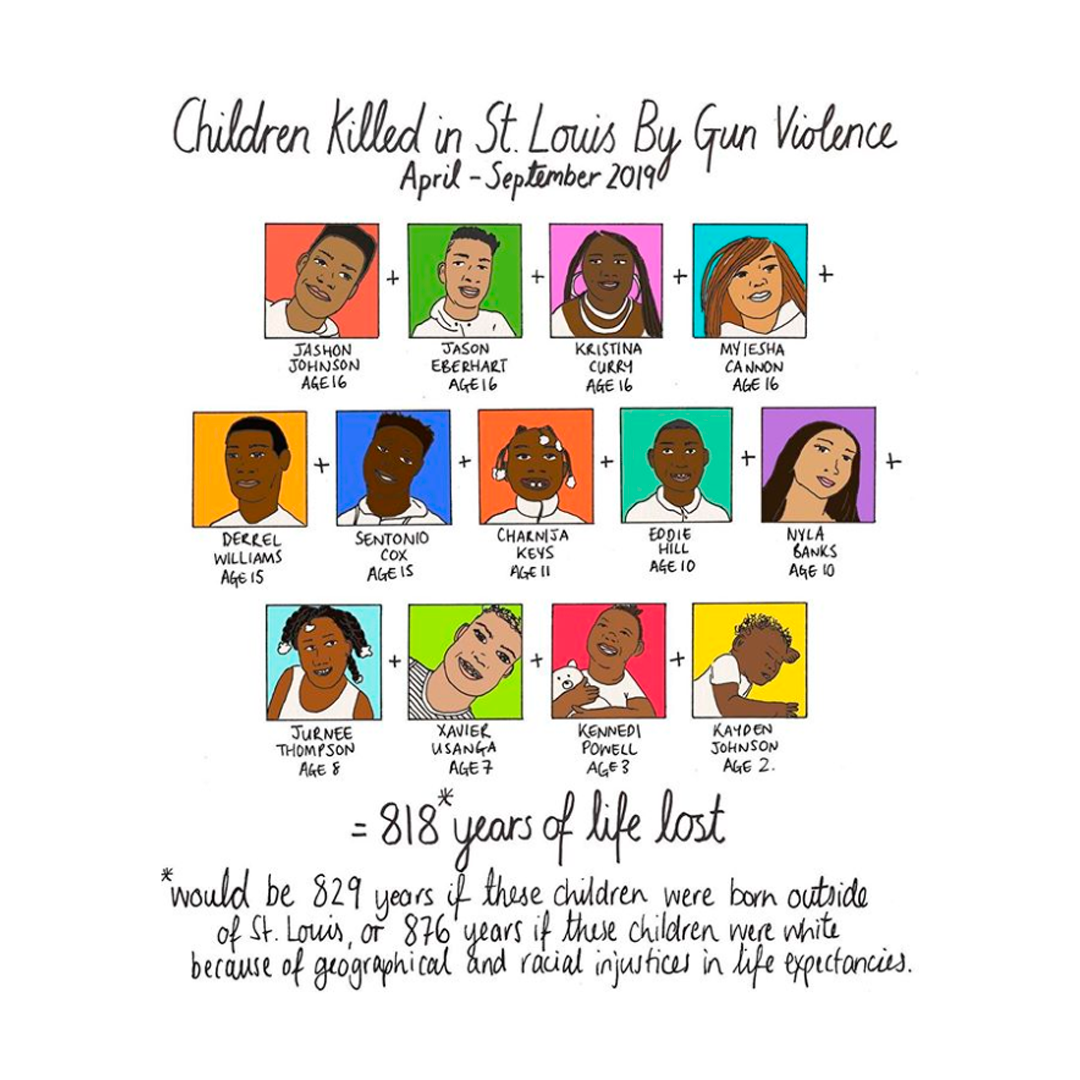 Children Killed in St. Louis By Gun Violence
April - September 2019
+ + + +
JASHON JASON KRISTINA MYIESHA
JOHNSON EBERHART CURRY CANNON
AGE 16 AGE 16 AGE 16 AGE 16
+ + + + +
DERREL SENTONIO CHARNIJA EDDIE NYLA
WILLIAMS COX KEYS HILL BANKS
AGE 15 AGE 15 AGE 11 AGE 10 AGE 10
+ + +
JURNEE XAVIER KENNEDI KAYDEN
THOMPSON USANGA POWELL JOHNSON
AGE 8 AGE 7 AGE 3 AGE 2.
= 818* years of life lost
*would be 829 years if these children were born outside
of St. Louis, or 876 years if these children were white
because of geographical and racial injustices in life expectancies.